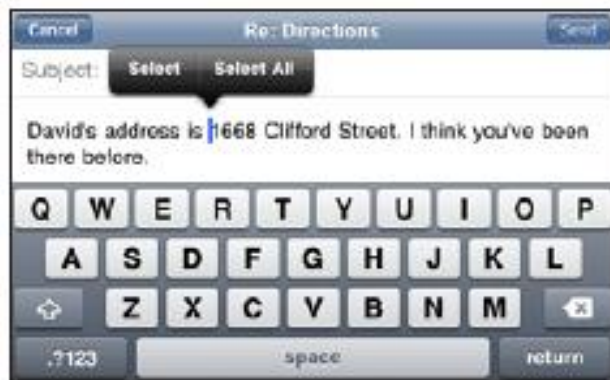 Cancel Re: Directions Send
Subject: Select Select All
David's address is 1668 Clifford Street. I think you've been
there before.
Q W E R T Y U I O P
A S D F G H J K L
Z X C V B N M
.?123 space return